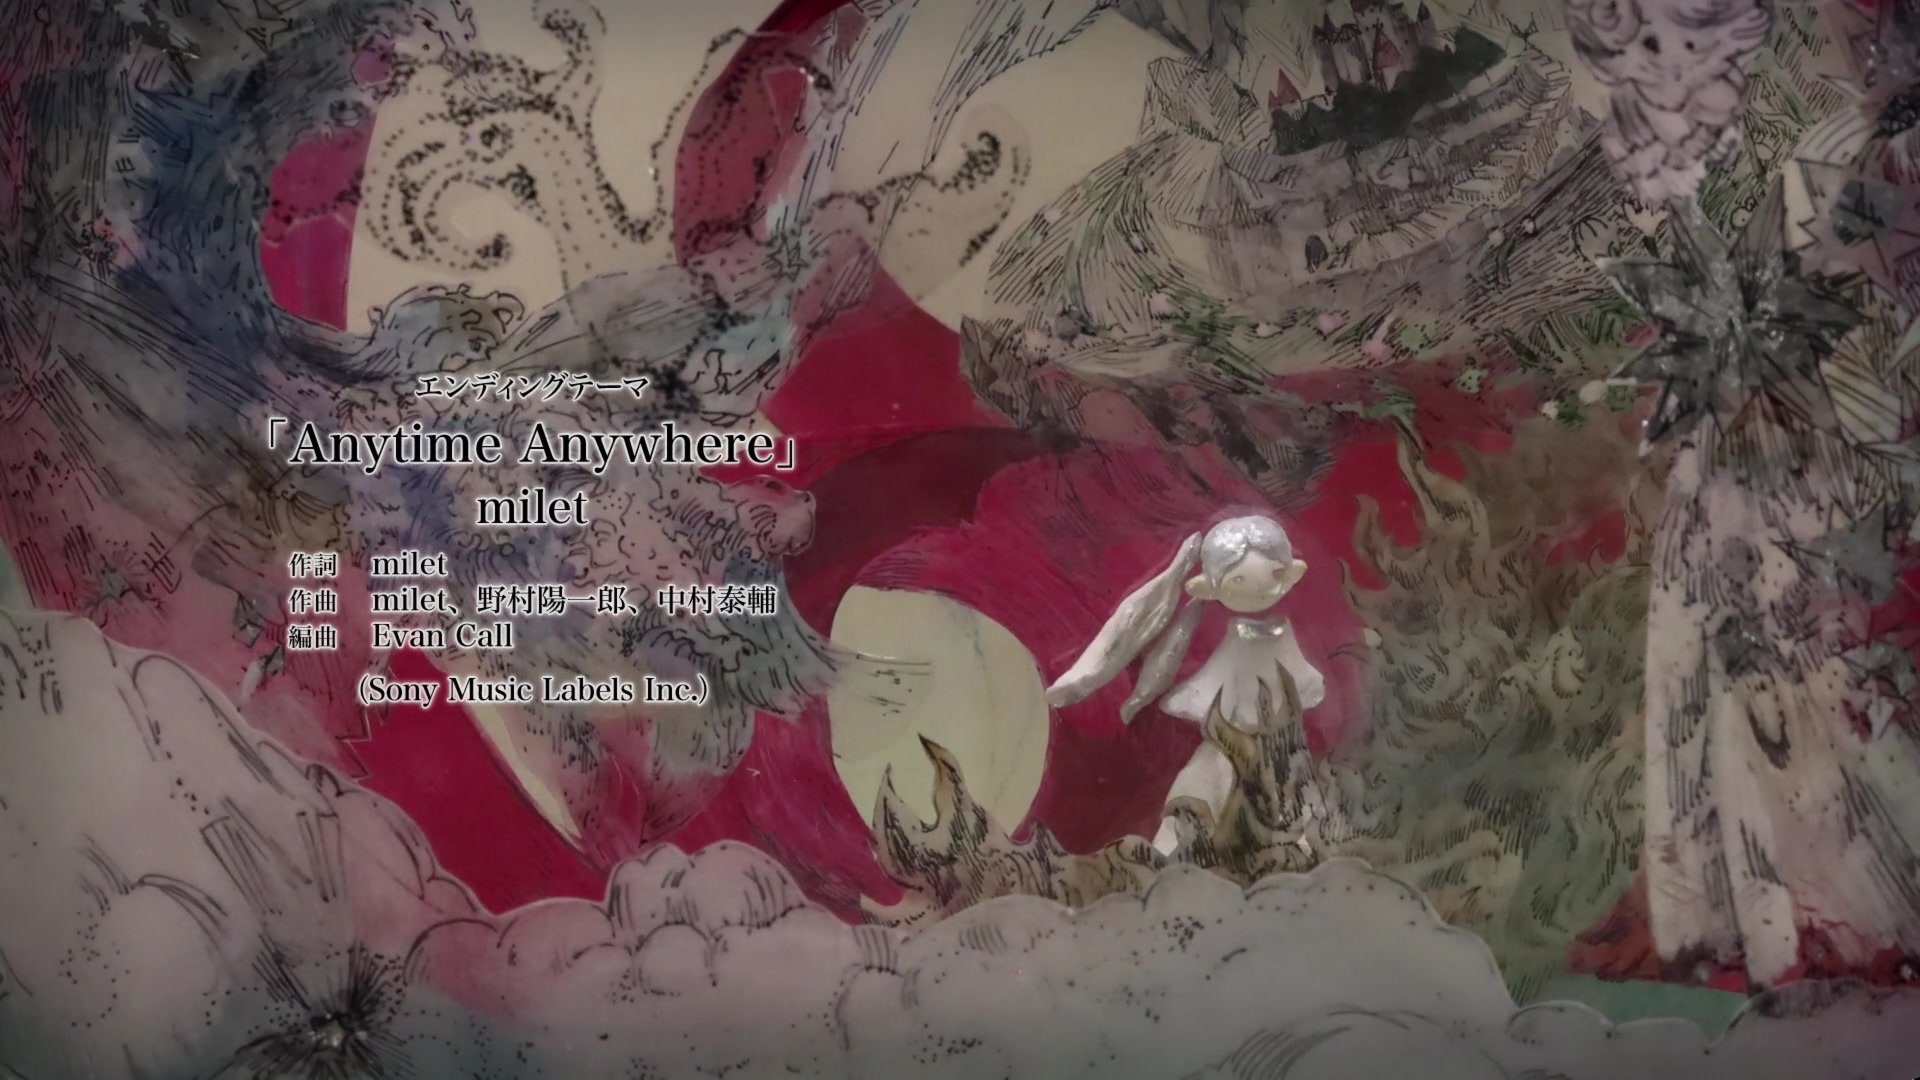 エンディングテーマ
「Anytime Anywhere」
milet
作詞 milet
作曲 milet、野村陽一郎、中村泰輔
編曲 Evan Call
(Sony Music Labels Inc.)